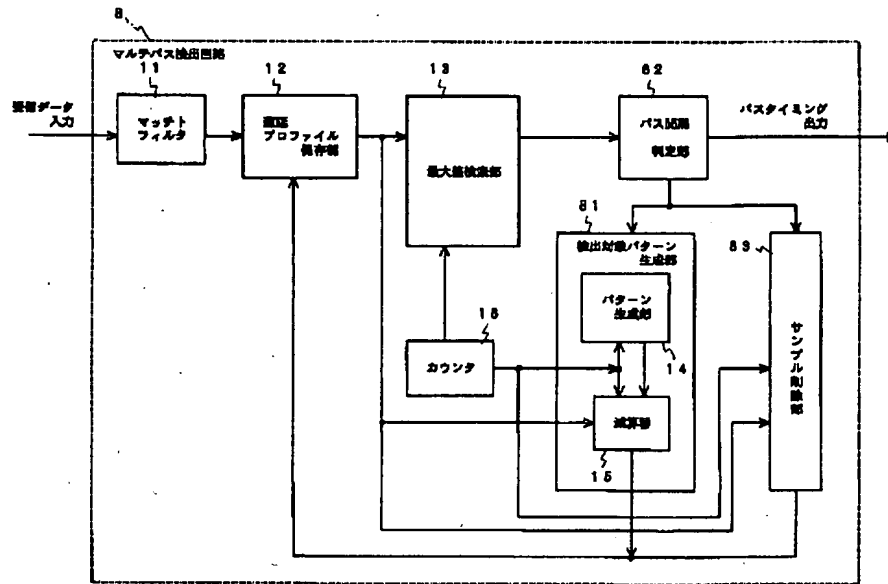 8
マルチパス検出回路
11
12
13
62
受信データ
入力
マッチト
フィルタ
遅延
プロファイル
保存部
最大値検索部
パス間隔
判定部
パスタイミング
出力
81
検出対象パターン
生成部
83
パターン
生成部
14
16
カウンタ
減算器
15
サンプル削除部